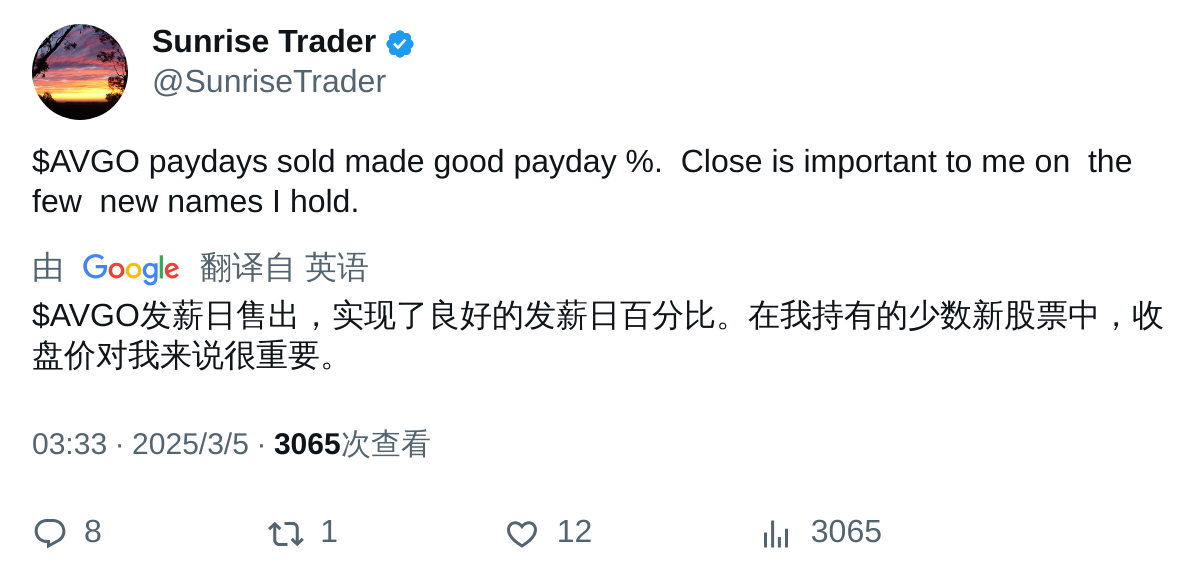 Sunrise Trader
@SunriseTrader
$AVGO paydays sold made good payday %.  Close is important to me on  the
few  new names I hold.
由 Google 翻译自 英语
$AVGO发薪日售出，实现了良好的发薪日百分比。在我持有的少数新股票中，收
盘价对我来说很重要。
03:33 · 2025/3/5 · 3065次查看
8 1 12 3065